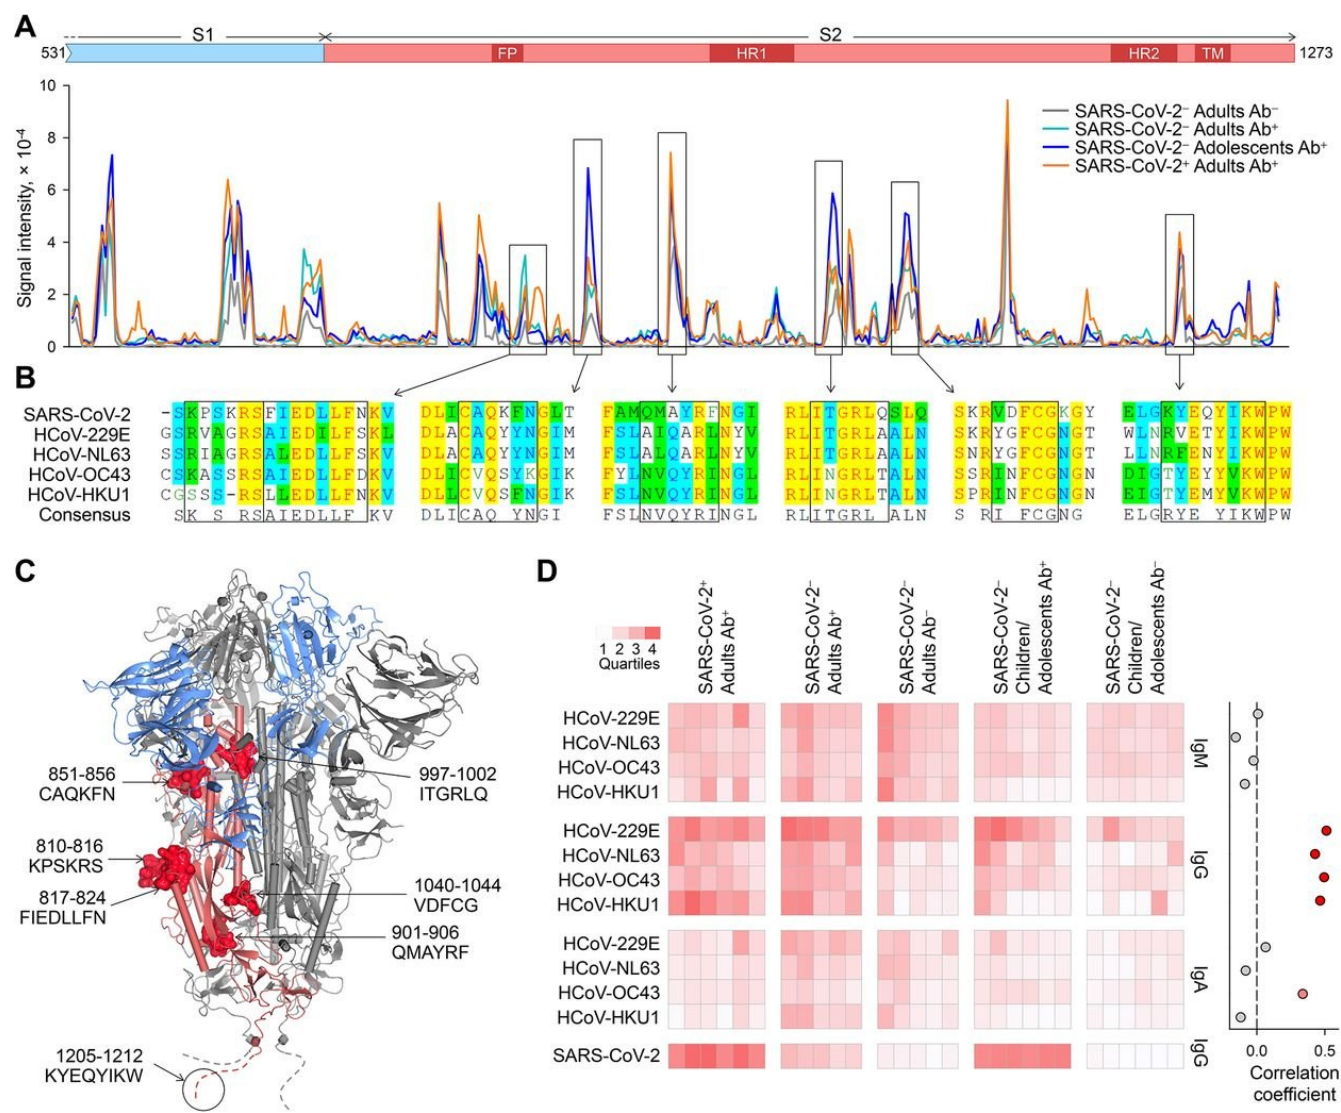 A
S1
S2
531
FP
HR1
HR2
TM
1273
Signal intensity, × 10⁻⁴
10
8
6
4
2
0
SARS-CoV-2⁻ Adults Ab⁻
SARS-CoV-2⁻ Adults Ab⁺
SARS-CoV-2⁻ Adolescents Ab⁺
SARS-CoV-2⁺ Adults Ab⁺
B
SARS-CoV-2 -SKPSKRSFIEDLLFNKV DLICAQKFNGLT FAMQMAYRFNGI RLITGRLQSLQ SKRVDFCGKGY ELGKYEQYIKWPW
HCoV-229E GSRVAGRSAIEDILFSKL DLACAQYYNGIM FSLAIQARLNYV RLITGRLAALN SKRYGFCGNGT WLNRVETYIKWPW
HCoV-NL63 SSRIAGRSALEDLLFSKV DLACAQYYNGIM FSLALQARLNYV RLITGRLAALN SNRYGFCGNGT LLNRFENYIKWPW
HCoV-OC43 CSKASSRSAIEDLLFDKV DLICVQSYKGIK FYLNVQYRINGL RLINGRLTALN SNRINFCGNGN DIGTYEYYVKWPW
HCoV-HKU1 CGSSS-RSLLEDLLFNKV DLLCVQSFNGIK FSLNVQYRINGL RLINGRLTALN SPRINFCGNGN EIGTYEMYVKWPW
Consensus SK S RSAIEDLLF KV DLICAQ YNGI FSLNVQYRINGL RLITGRL ALN S RI FCGNG ELGRYE YIKWPW
C
851-856
CAQKFN
810-816
KPSKRS
817-824
FIEDLLFN
1205-1212
KYEQYIKW
997-1002
ITGRLQ
1040-1044
VDFCG
901-906
QMAYRF
D
1 2 3 4
Quartiles
SARS-CoV-2⁺
Adults Ab⁺
SARS-CoV-2⁻
Adults Ab⁺
SARS-CoV-2⁻
Adults Ab⁻
SARS-CoV-2⁻
Children/
Adolescents Ab⁺
SARS-CoV-2⁻
Children/
Adolescents Ab⁻
HCoV-229E
HCoV-NL63
HCoV-OC43
HCoV-HKU1
IgM
HCoV-229E
HCoV-NL63
HCoV-OC43
HCoV-HKU1
IgG
HCoV-229E
HCoV-NL63
HCoV-OC43
HCoV-HKU1
IgA
SARS-CoV-2
IgG
0.0 0.5
Correlation
coefficient